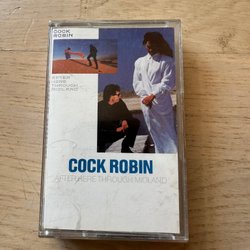 COCK
ROBIN
AFTER
HERE
THROUGH
MIDLAND
COCK ROBIN
AFTER HERE THROUGH MIDLAND